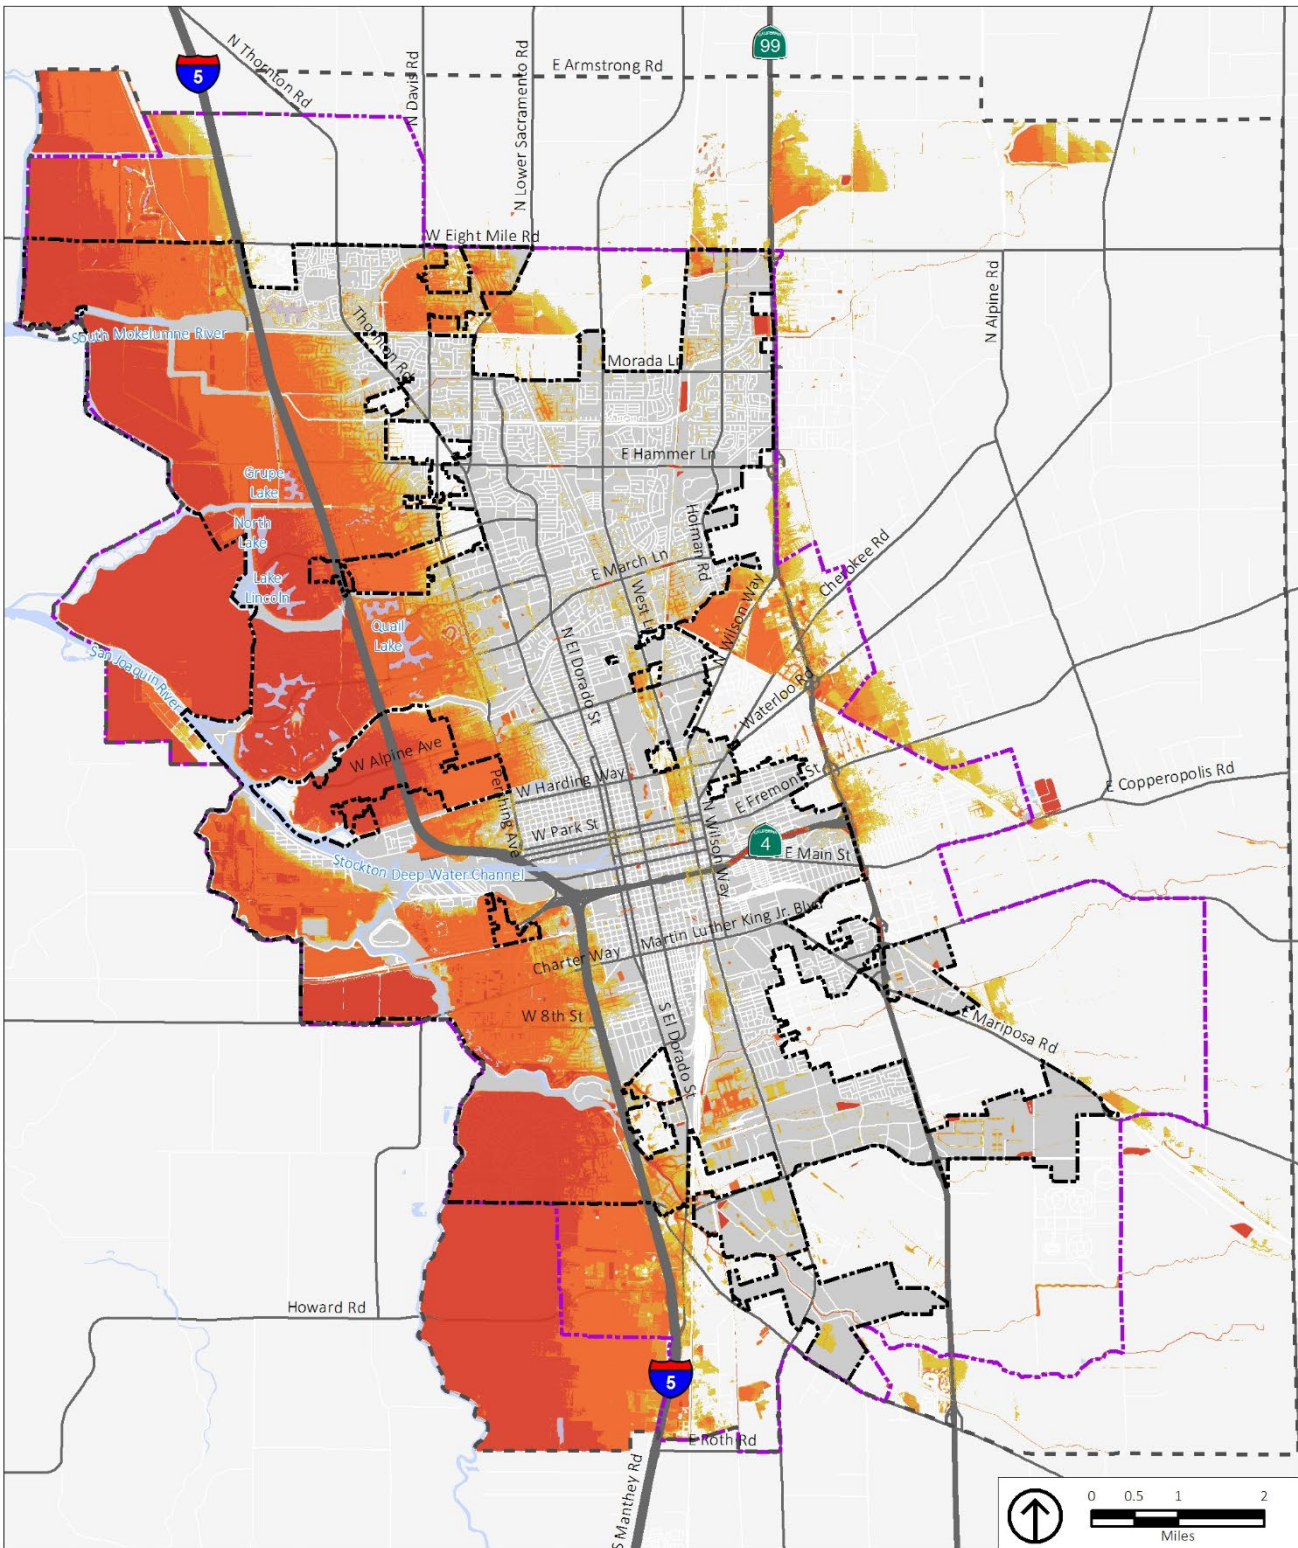 CALIFORNIA
99
N Thornton Rd
5
N Davis Rd
N Lower Sacramento Rd
E Armstrong Rd
W Eight Mile Rd
N Alpine Rd
South Mokelumne River
Thornton Rd
Morada Ln
E Hammer Ln
Grupe
Lake
North
Lake
Holman Rd
Lake
Lincoln
E March Ln
West Ln
N Wilson Way
Cherokee Rd
Quail
Lake
N El Dorado St
San Joaquin River
N Wilson Way
Waterloo Rd
W Alpine Ave
Pershing Ave
W Harding Way
E Fremont St
E Copperopolis Rd
W Park St
N Wilson Way
CALIFORNIA
4
E Main St
Stockton Deep Water Channel
Martin Luther King Jr. Blvd
Charter Way
W 8th St
S El Dorado St
E Mariposa Rd
Howard Rd
5
E Roth Rd
S Manthey Rd
0 0.5 1 2
Miles